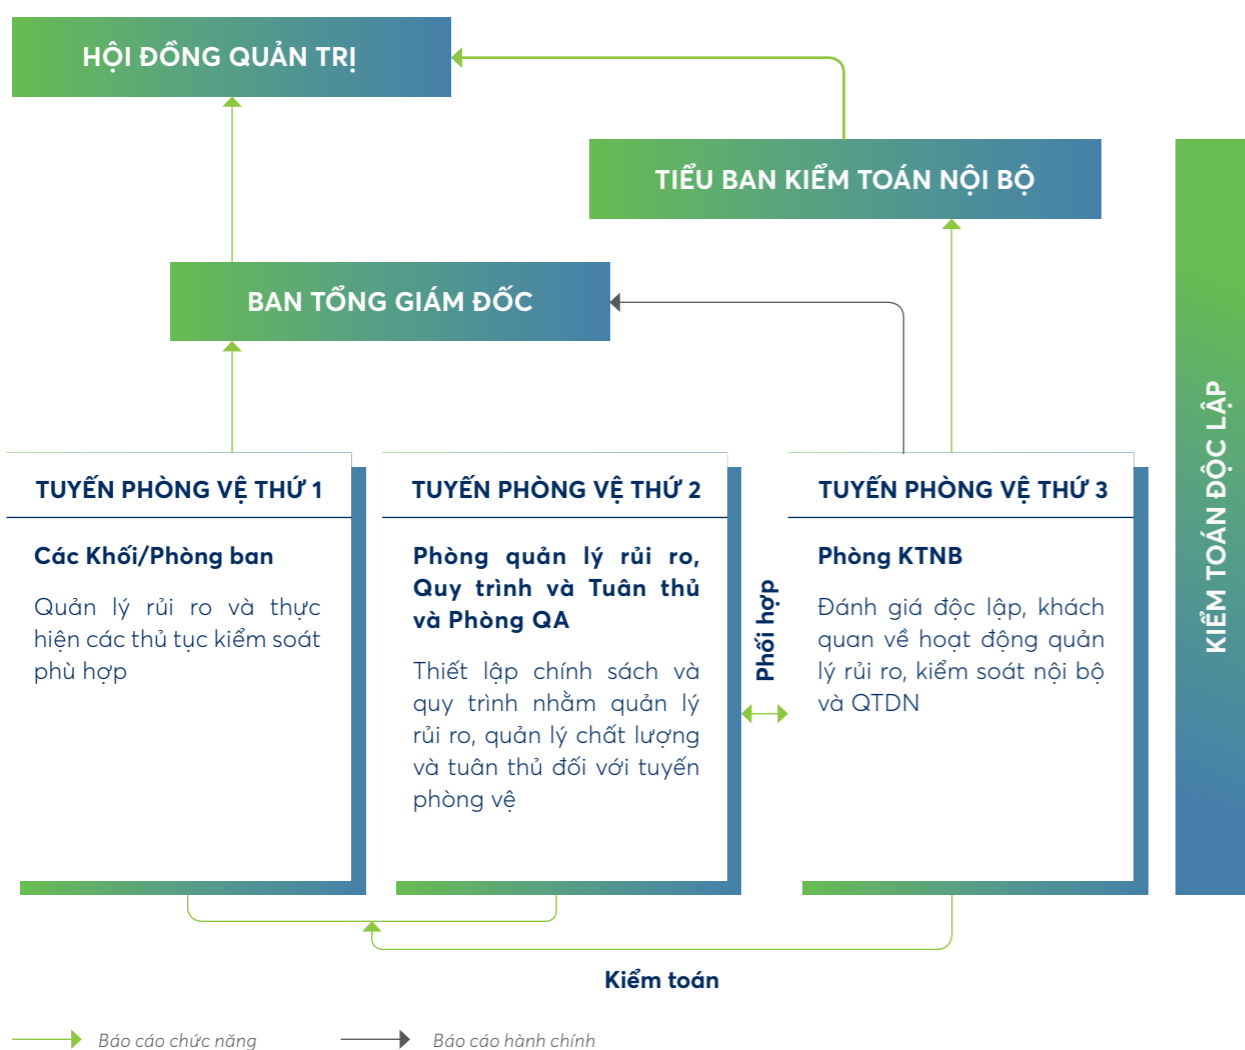 HỘI ĐỒNG QUẢN TRỊ
TIỂU BAN KIỂM TOÁN NỘI BỘ
BAN TỔNG GIÁM ĐỐC
TUYẾN PHÒNG VỆ THỨ 1
Các Khối/Phòng ban
Quản lý rủi ro và thực
hiện các thủ tục kiểm soát
phù hợp
TUYẾN PHÒNG VỆ THỨ 2
Phòng quản lý rủi ro,
Quy trình và Tuân thủ
và Phòng QA
Thiết lập chính sách và
quy trình nhằm quản lý
rủi ro, quản lý chất lượng
và tuân thủ đối với tuyến
phòng vệ
Phối hợp
TUYẾN PHÒNG VỆ THỨ 3
Phòng KTNB
Đánh giá độc lập, khách
quan về hoạt động quản
lý rủi ro, kiểm soát nội bộ
và QTDN
KIỂM TOÁN ĐỘC LẬP
Kiểm toán
Báo cáo chức năng
Báo cáo hành chính